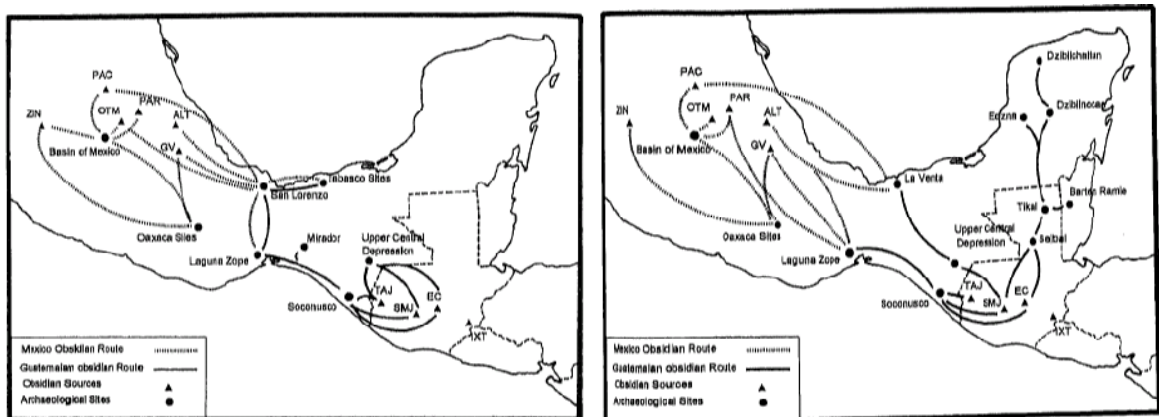 PAC
OTM
PAR
ALT
ZIN
GV
Basin of Mexico
Tabasco Sites
San Lorenzo
Oaxaca Sites
Mirador
Laguna Zope
Upper Central
Depression
TAJ
EC
SMJ
Soconusco
IXT
Mexico Obsidian Route
Guatemalan obsidian Route
Obsidian Sources
Archaeological Sites
Dziblichaltun
PAC
PAR
Dzibilnocac
OTM
ALT
ZIN
Edzna
GV
Basin of Mexico
La Venta
Barton Ramie
Tikal
Oaxaca Sites
Upper Central
Depression
Seibal
Laguna Zope
TAJ
EC
SMJ
Soconusco
IXT
Mexico Obsidian Route
Guatemalan obsidian Route
Obsidian Sources
Archaeological Sites